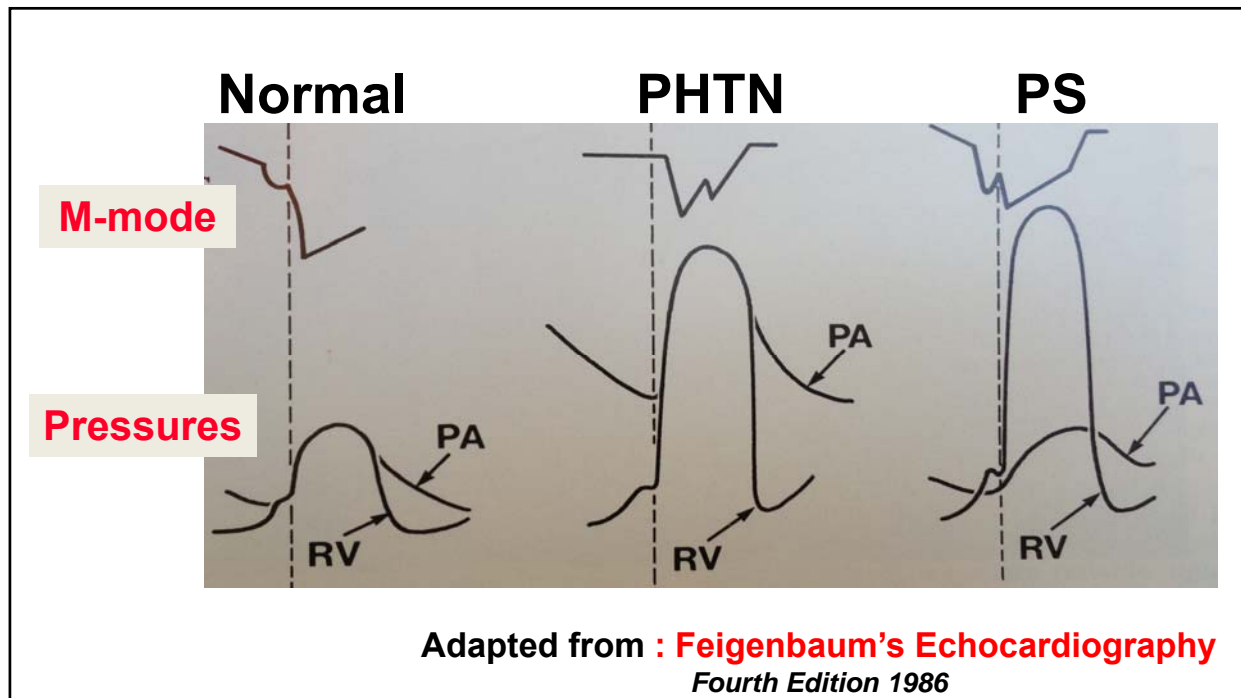 Normal PHTN PS
M-mode
Pressures
PA
RV
PA
RV
PA
RV
Adapted from : Feigenbaum's Echocardiography
Fourth Edition 1986